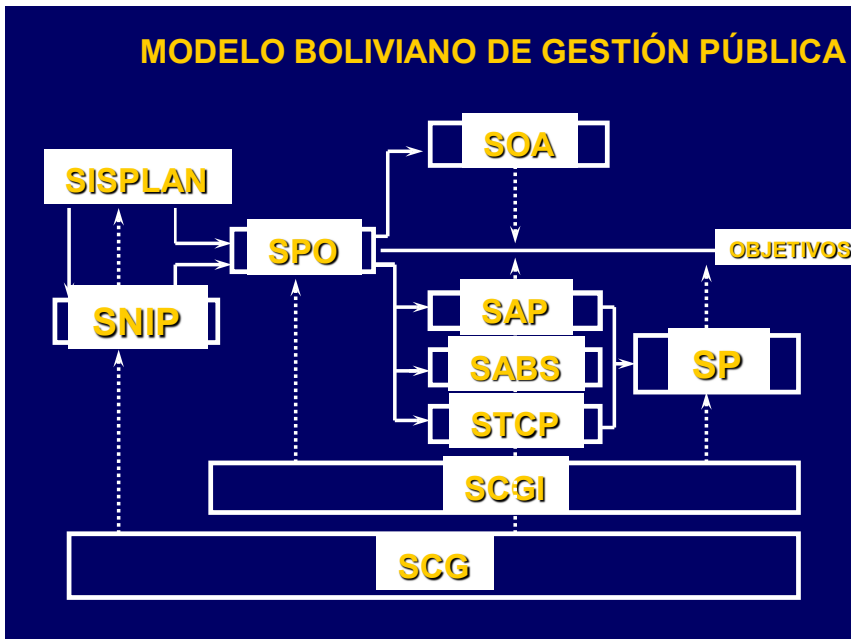 MODELO BOLIVIANO DE GESTIÓN PÚBLICA
SOA
SISPLAN
SPO
OBJETIVOS
SNIP
SAP
SP
SABS
STCP
SCGI
SCG